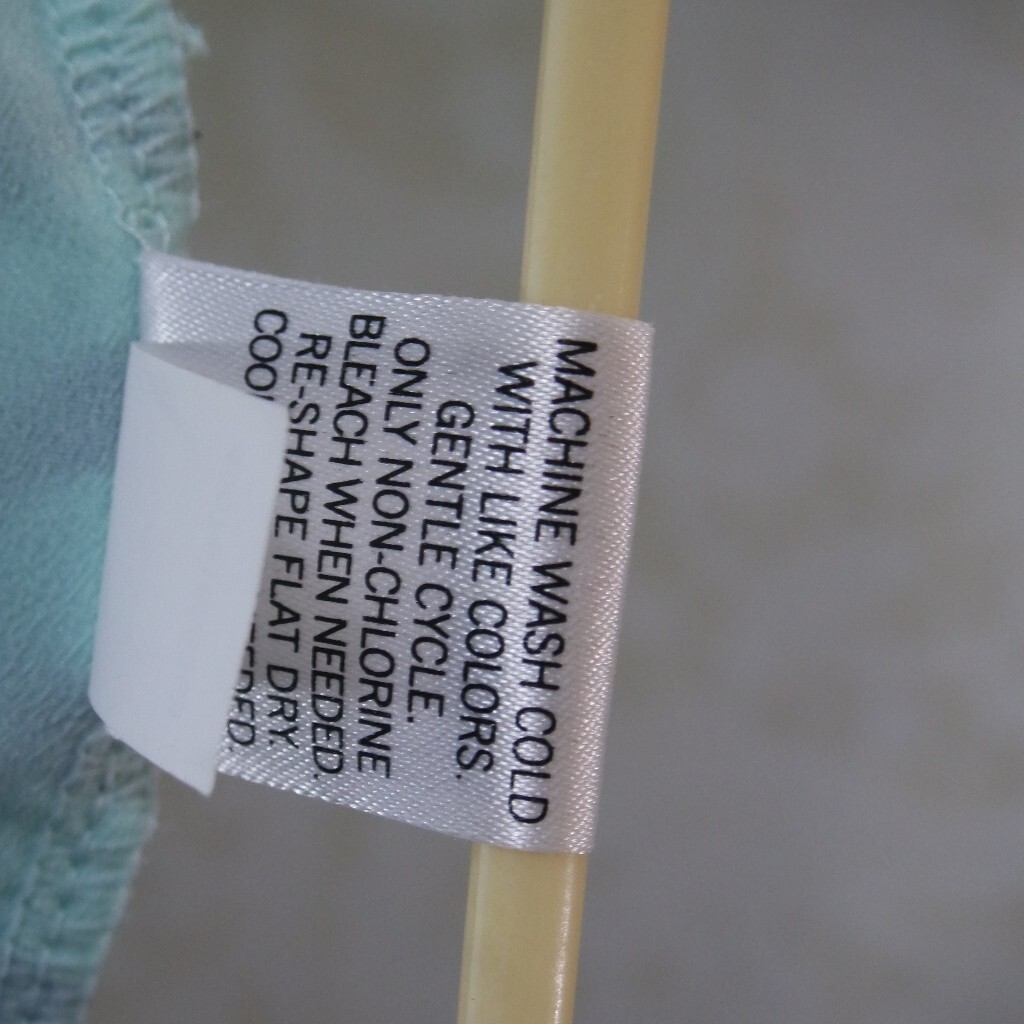 MACHINE WASH COLD
WITH LIKE COLORS.
GENTLE CYCLE.
ONLY NON-CHLORINE
BLEACH WHEN NEEDED.
RE-SHAPE FLAT DRY.